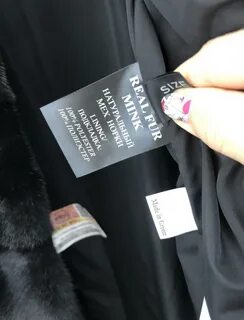 REAL FUR
MINK
НАТУРАЛЬНЫЙ
МЕХ НОРКИ
LINING/
ПОДКЛАДКА:
100% POLYESTER
100% ПОЛИЭСТЕР
SIZE
Made in Greece